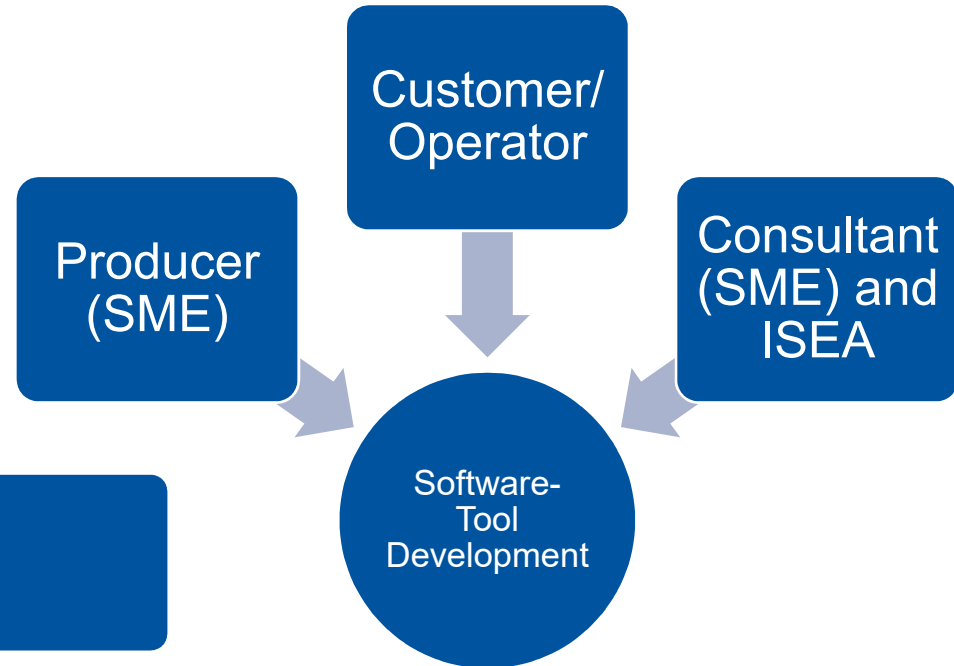 Customer/
Operator
Producer
(SME)
Consultant
(SME) and
ISEA
Software-
Tool
Development